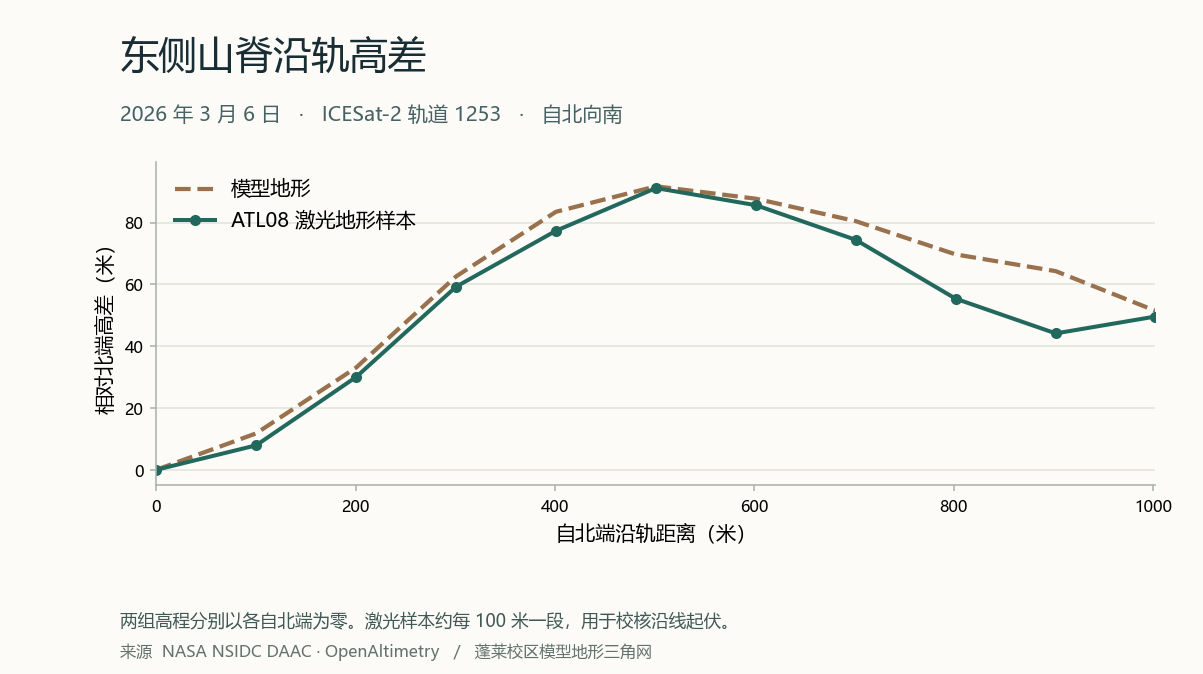 东侧山脊沿轨高差
2026 年 3 月 6 日 · ICESat-2 轨道 1253 · 自北向南
模型地形
ATL08 激光地形样本
相对北端高差（米）
80
60
40
20
0
0 200 400 600 800 1000
自北端沿轨距离（米）
两组高程分别以各自北端为零。激光样本约每 100 米一段，用于校核沿线起伏。
来源 NASA NSIDC DAAC · OpenAltimetry / 蓬莱校区模型地形三角网